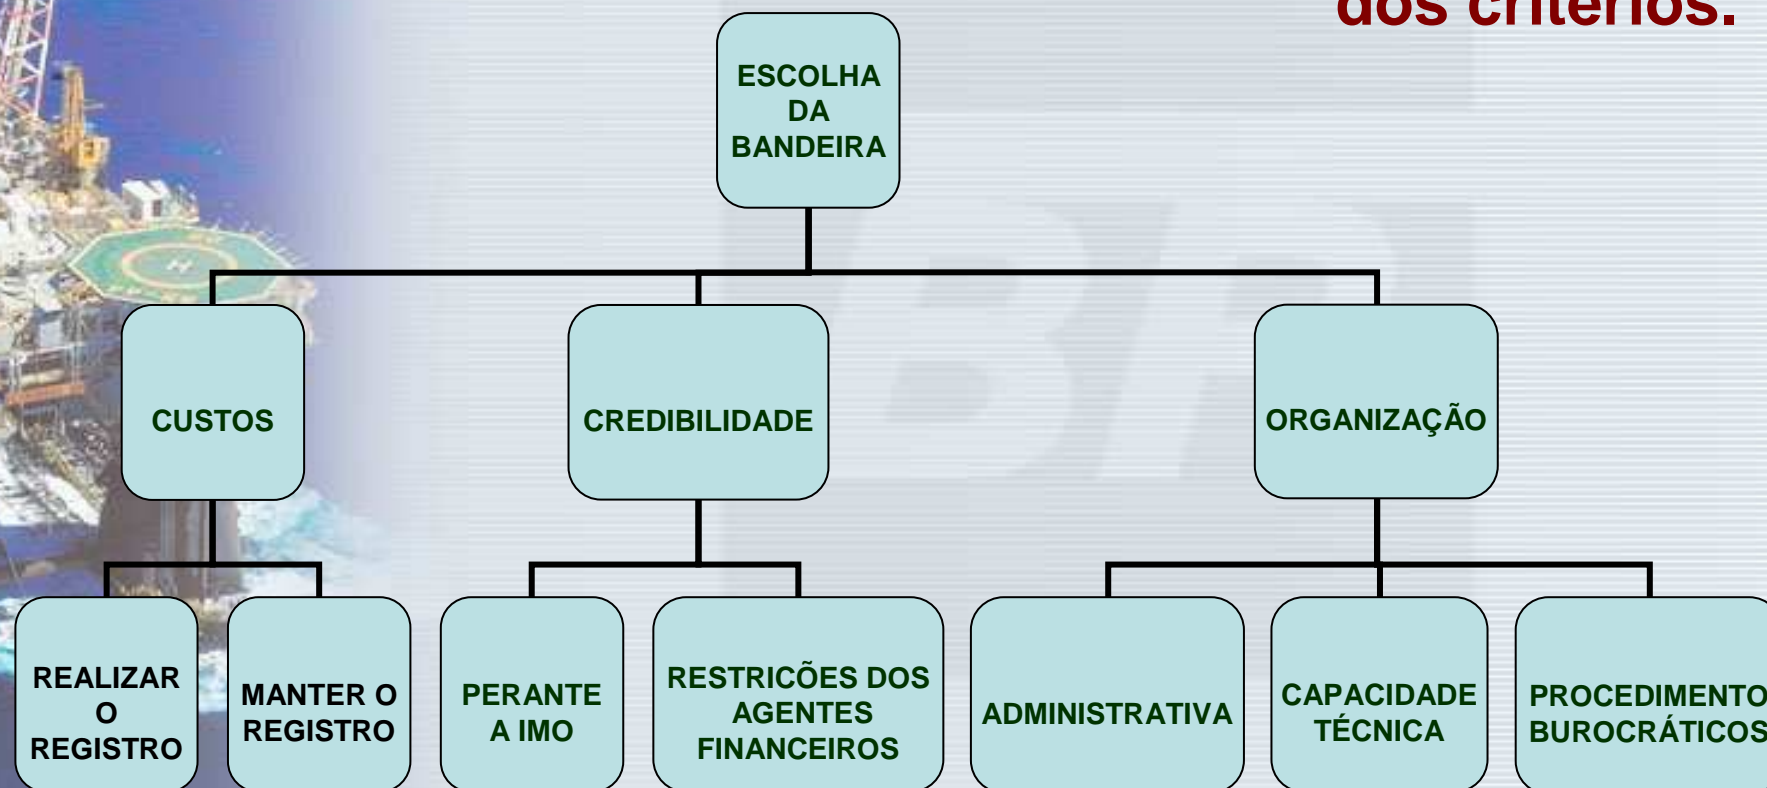 dos critérios.
ESCOLHA
DA
BANDEIRA
CUSTOS
CREDIBILIDADE
ORGANIZAÇÃO
REALIZAR
O
REGISTRO
MANTER O
REGISTRO
PERANTE
A IMO
RESTRICÕES DOS
AGENTES
FINANCEIROS
ADMINISTRATIVA
CAPACIDADE
TÉCNICA
PROCEDIMENTO
BUROCRÁTICOS
BR
H